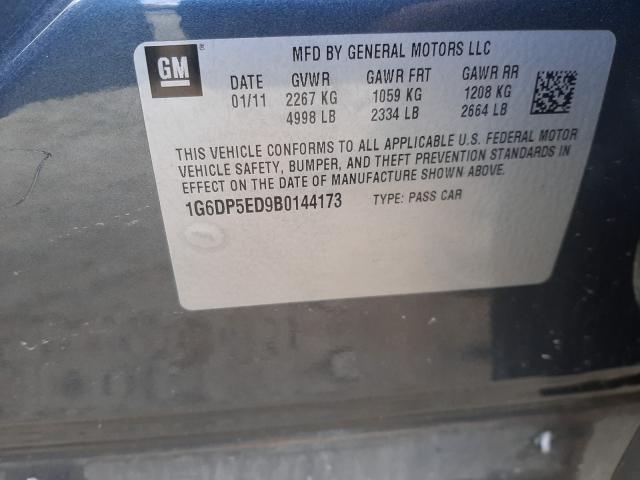 MFD BY GENERAL MOTORS LLC
GM
DATE GVWR GAWR FRT GAWR RR
01/11 2267 KG 1059 KG 1208 KG
4998 LB 2334 LB 2664 LB
THIS VEHICLE CONFORMS TO ALL APPLICABLE U.S. FEDERAL MOTOR
VEHICLE SAFETY, BUMPER, AND THEFT PREVENTION STANDARDS IN
EFFECT ON THE DATE OF MANUFACTURE SHOWN ABOVE.
1G6DP5ED9B0144173 TYPE: PASS CAR